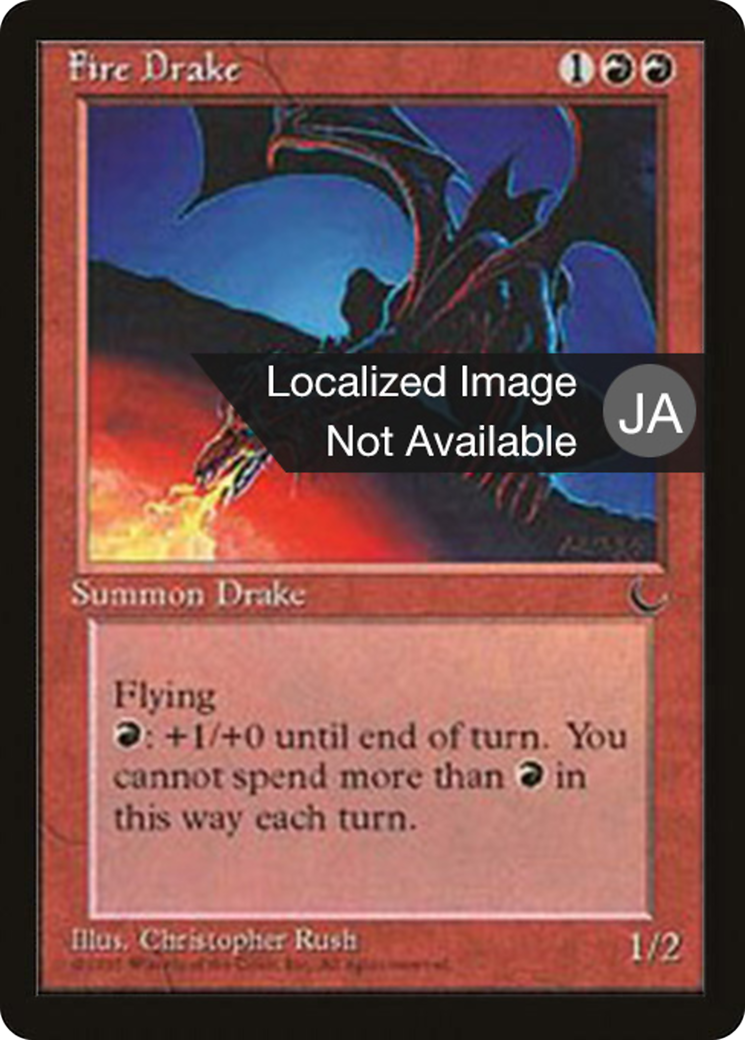 Fire Drake
1
Localized Image
Not Available
JA
Summon Drake
Flying
: +1/+0 until end of turn. You
cannot spend more than in
this way each turn.
Illus. Christopher Rush
1/2